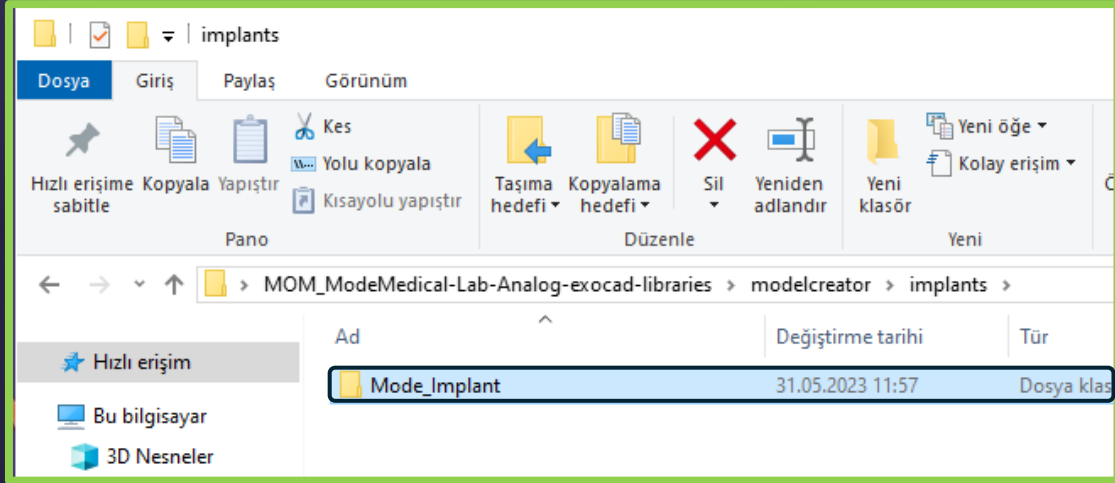 implants
Dosya Giriş Paylaş Görünüm
Hızlı erişime sabitle
Kopyala
Yapıştır
Kes
Yolu kopyala
Kısayolu yapıştır
Pano
Taşıma hedefi
Kopyalama hedefi
Sil
Yeniden adlandır
Düzenle
Yeni klasör
Yeni öğe
Kolay erişim
Yeni
MOM_ModeMedical-Lab-Analog-exocad-libraries > modelcreator > implants >
Ad Değiştirme tarihi Tür
Hızlı erişim
Mode_Implant 31.05.2023 11:57 Dosya klas
Bu bilgisayar
3D Nesneler